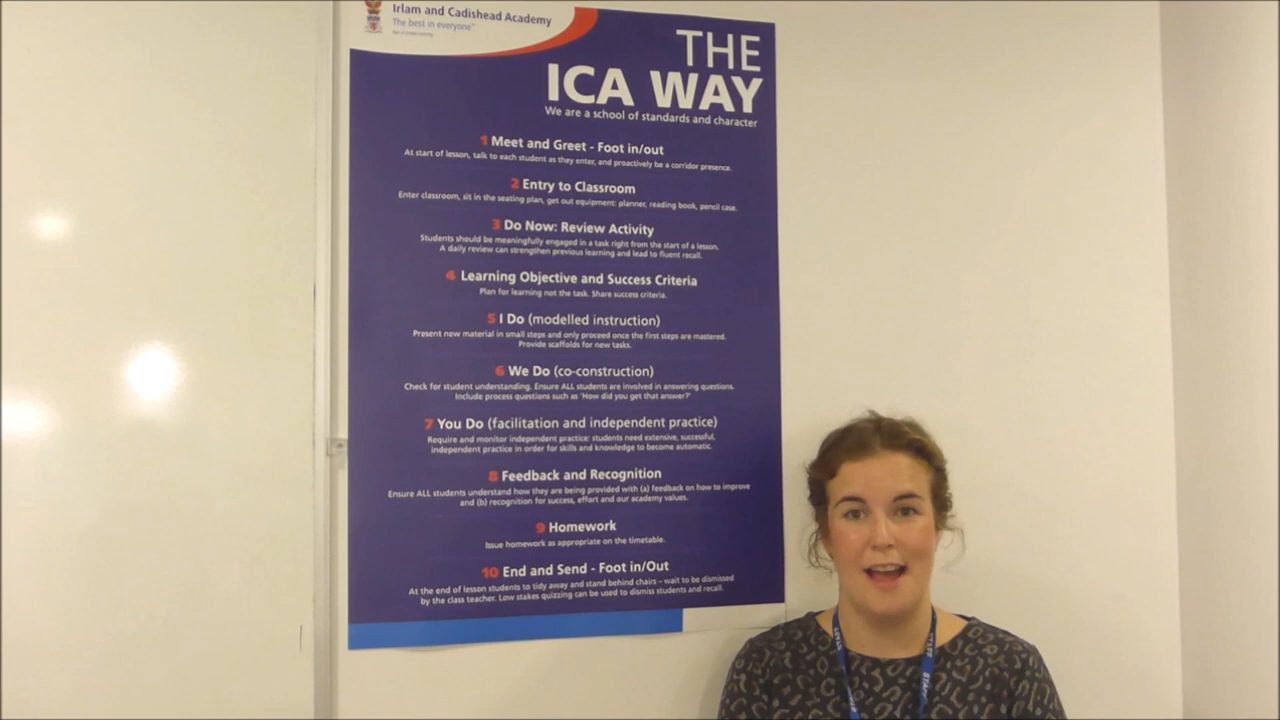 Irlam and Cadishead Academy
The best in everyone™
Part of United Learning
THE
ICA WAY
We are a school of standards and character
1 Meet and Greet - Foot in/out
At start of lesson, talk to each student as they enter, and proactively be a corridor presence.
2 Entry to Classroom
Enter classroom, sit in the seating plan, get out equipment: planner, reading book, pencil case.
3 Do Now: Review Activity
Students should be meaningfully engaged in a task right from the start of a lesson.
A daily review can strengthen previous learning and lead to fluent recall.
4 Learning Objective and Success Criteria
Plan for learning not the task. Share success criteria.
5 I Do (modelled instruction)
Present new material in small steps and only proceed once the first steps are mastered.
Provide scaffolds for new tasks.
6 We Do (co-construction)
Check for student understanding. Ensure ALL students are involved in answering questions.
Include process questions such as 'How did you get that answer?'
7 You Do (facilitation and independent practice)
Require and monitor independent practice: students need extensive, successful,
independent practice in order for skills and knowledge to become automatic.
8 Feedback and Recognition
Ensure ALL students understand how they are being provided with (a) feedback on how to improve
and (b) recognition for success, effort and our academy values.
9 Homework
Issue homework as appropriate on the timetable.
10 End and Send - Foot in/Out
At the end of lesson students to tidy away and stand behind chairs – wait to be dismissed
by the class teacher. Low stakes quizzing can be used to dismiss students and recall.
STAFF
STAFF